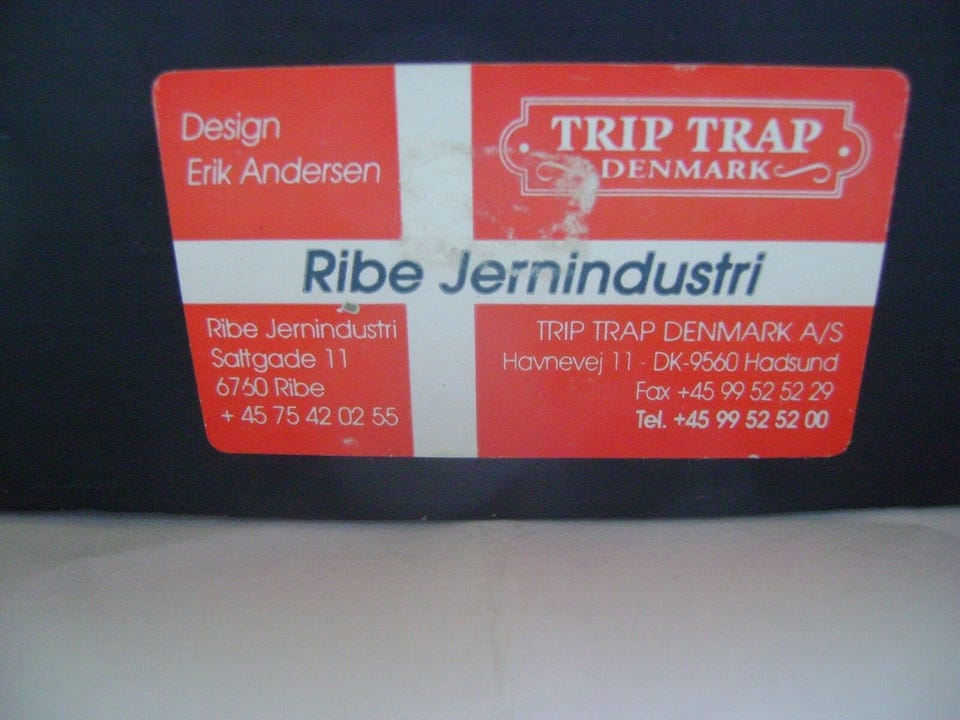 Design
Erik Andersen
TRIP TRAP
DENMARK
Ribe Jernindustri
Ribe Jernindustri
Saltgade 11
6760 Ribe
+ 45 75 42 02 55
TRIP TRAP DENMARK A/S
Havnevej 11 · DK-9560 Hadsund
Fax +45 99 52 52 29
Tel. +45 99 52 52 00